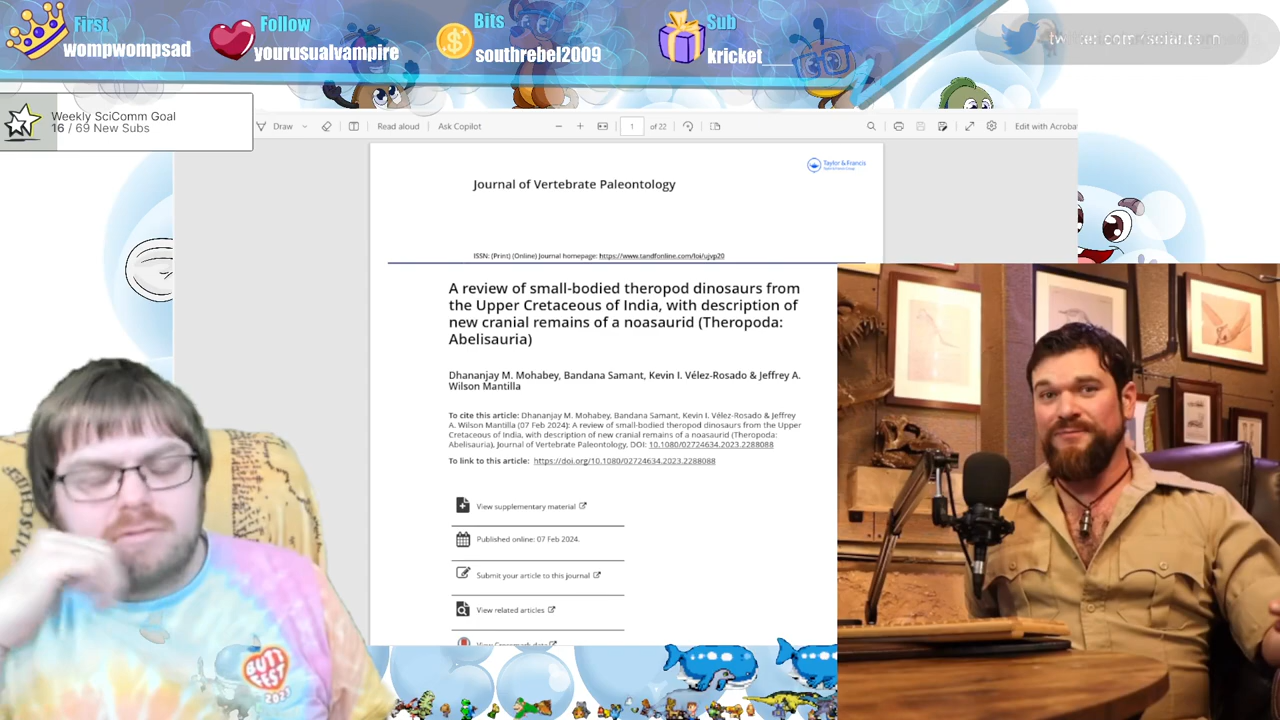 First
wompwompsad
Follow
yourusualvampire
Bits
southrebel2009
Sub
kricket____
Weekly SciComm Goal
16 / 69 New Subs
Draw
Read aloud
Ask Copilot
1
of 22
Edit with Acroba
Taylor & Francis
Journal of Vertebrate Paleontology
ISSN: (Print) (Online) Journal homepage: https://www.tandfonline.com/loi/ujvp20
A review of small-bodied theropod dinosaurs from
the Upper Cretaceous of India, with description of
new cranial remains of a noasaurid (Theropoda:
Abelisauria)
Dhananjay M. Mohabey, Bandana Samant, Kevin I. Vélez-Rosado & Jeffrey A.
Wilson Mantilla
To cite this article: Dhananjay M. Mohabey, Bandana Samant, Kevin I. Vélez-Rosado & Jeffrey
A. Wilson Mantilla (07 Feb 2024): A review of small-bodied theropod dinosaurs from the Upper
Cretaceous of India, with description of new cranial remains of a noasaurid (Theropoda:
Abelisauria), Journal of Vertebrate Paleontology, DOI: 10.1080/02724634.2023.2288088
To link to this article: https://doi.org/10.1080/02724634.2023.2288088
View supplementary material
Published online: 07 Feb 2024.
Submit your article to this journal
View related articles
View Crossmark data
BUTT
FEST
2023